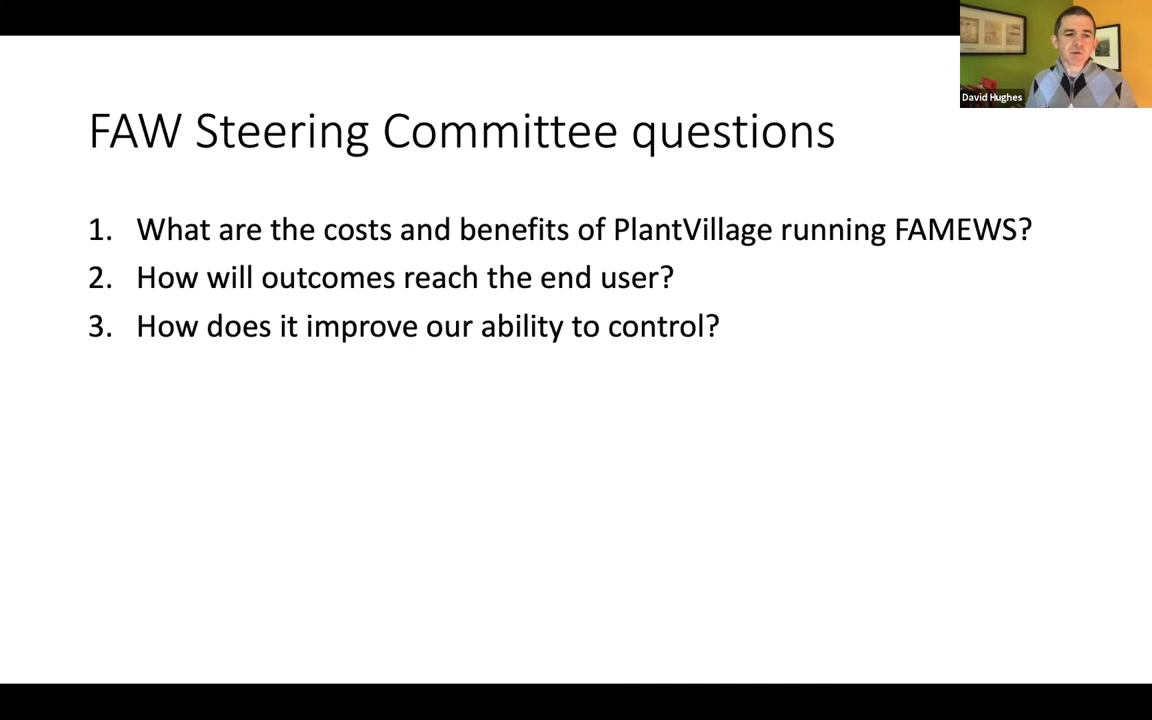 David Hughes
FAW Steering Committee questions
1. What are the costs and benefits of PlantVillage running FAMEWS?
2. How will outcomes reach the end user?
3. How does it improve our ability to control?